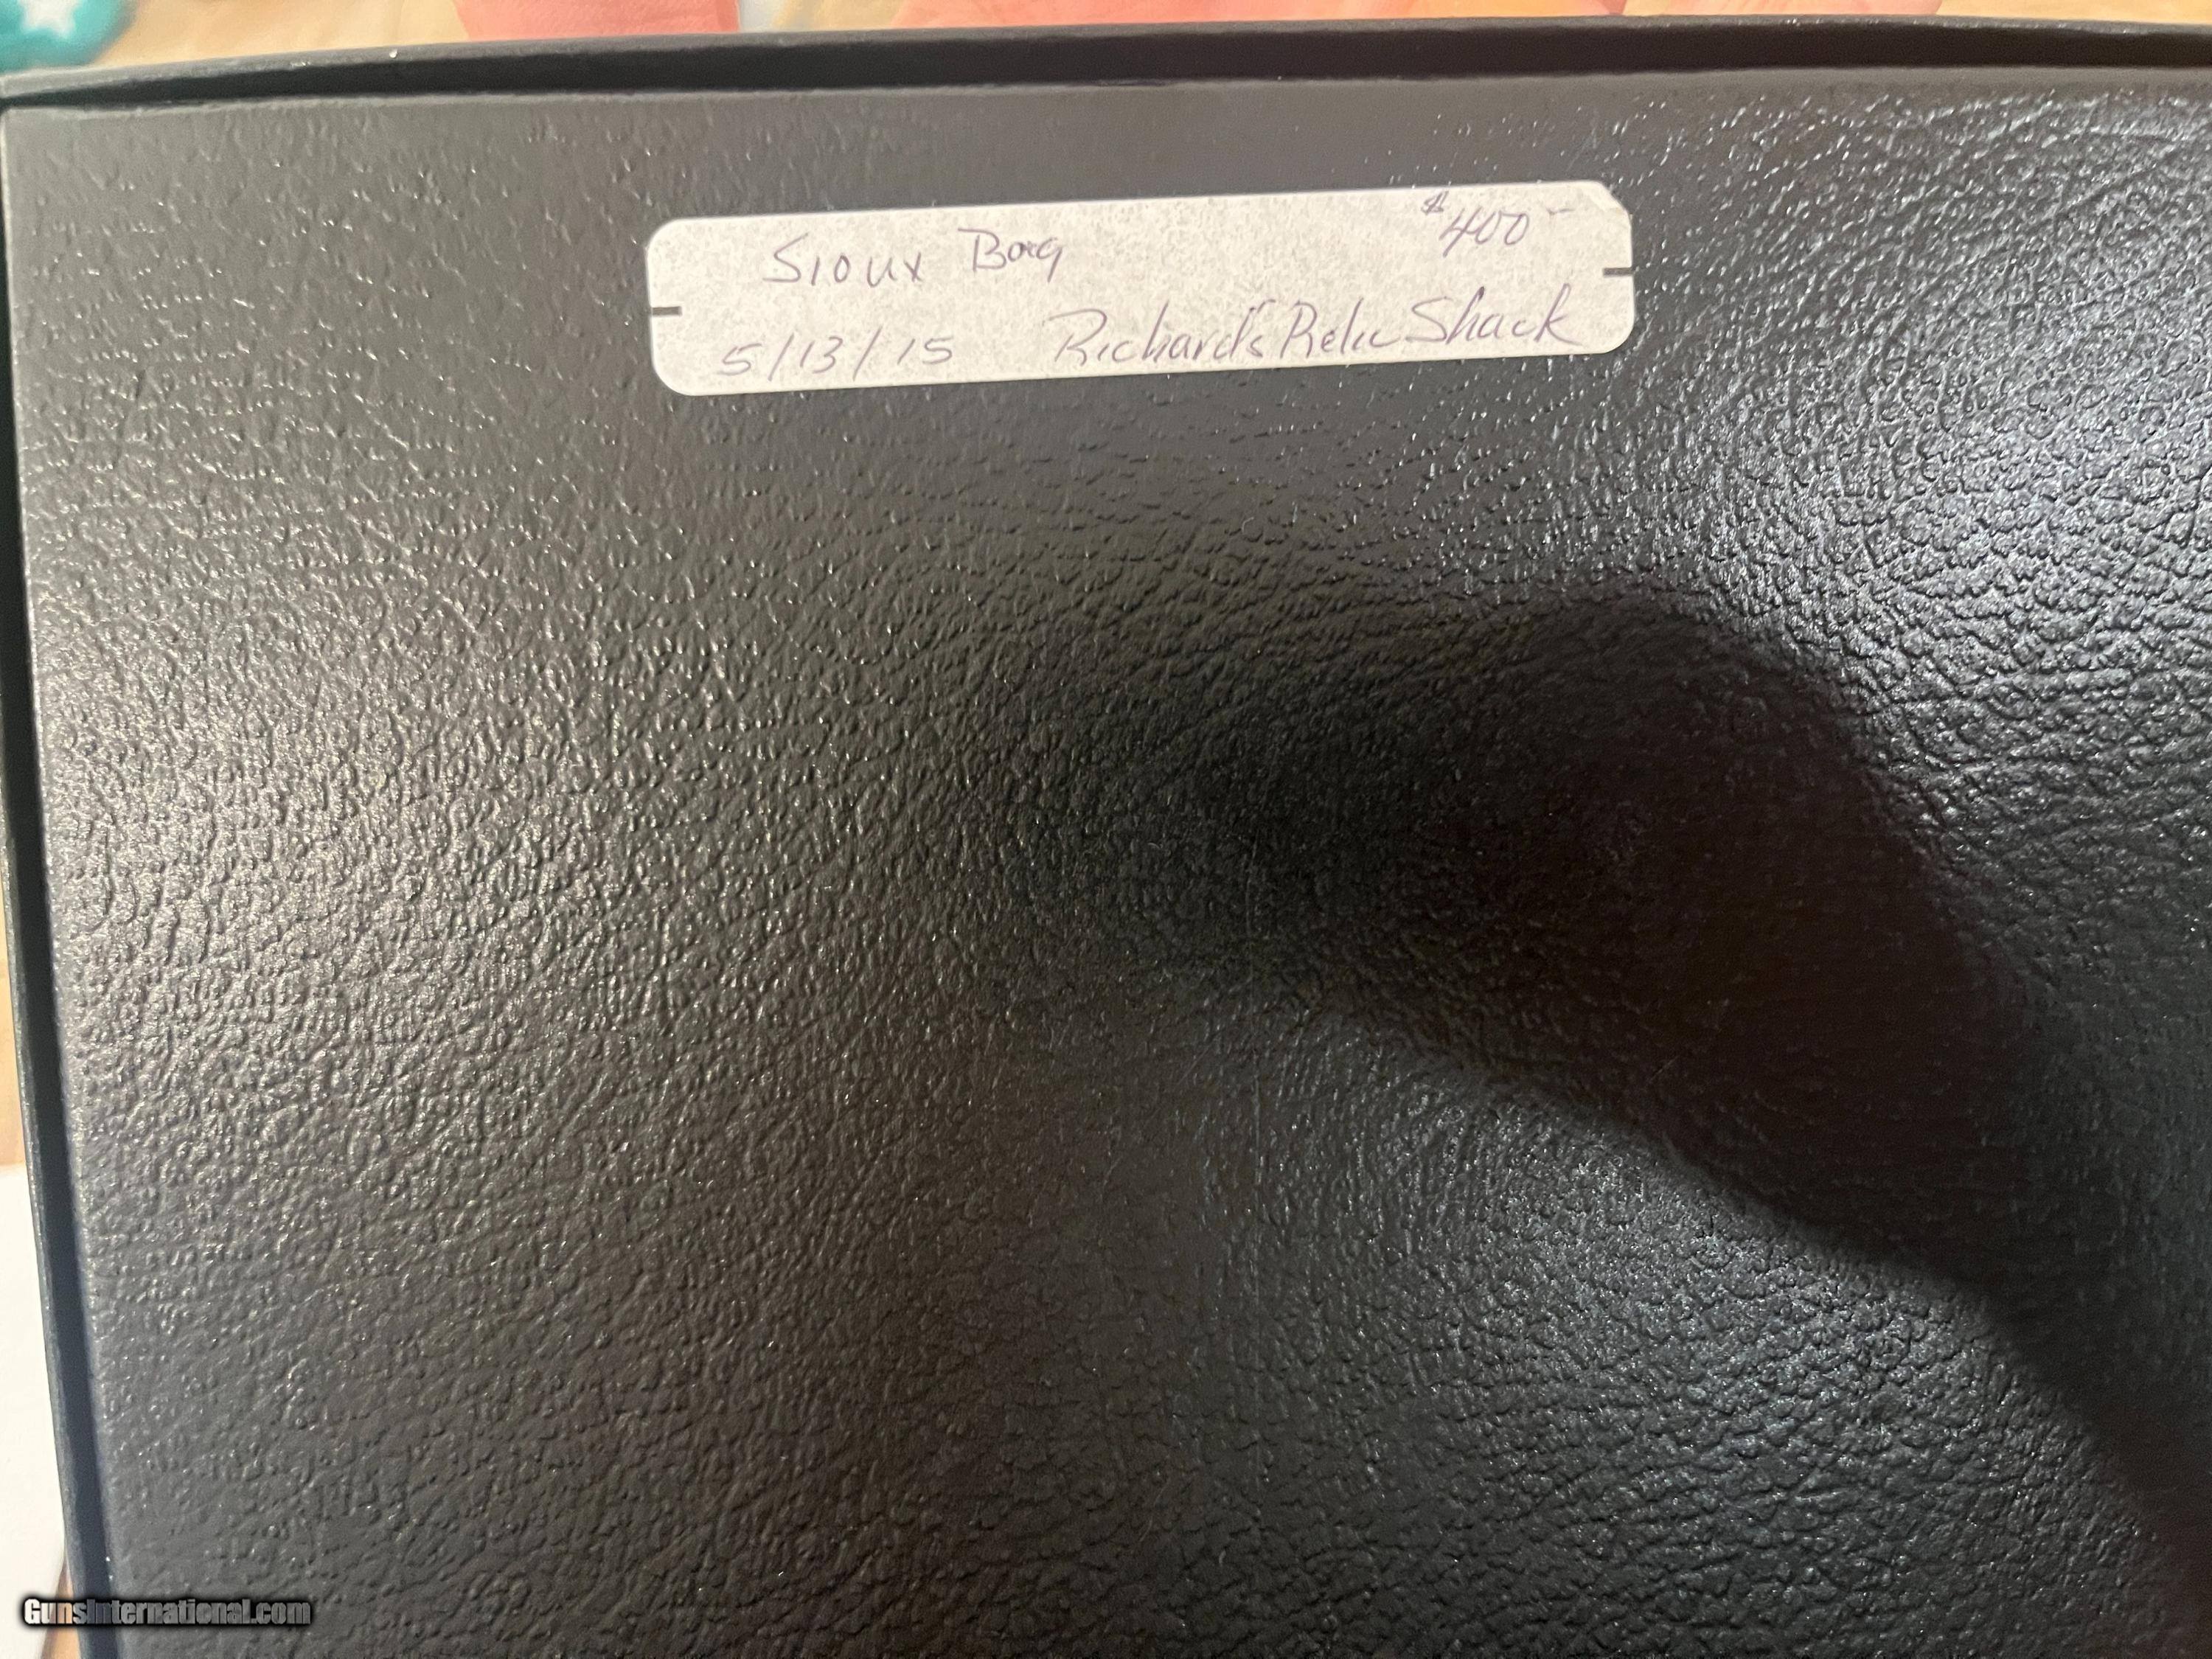 Sioux Bag $400-
5/13/15 Richard's Relic Shack
GunsInternational.com